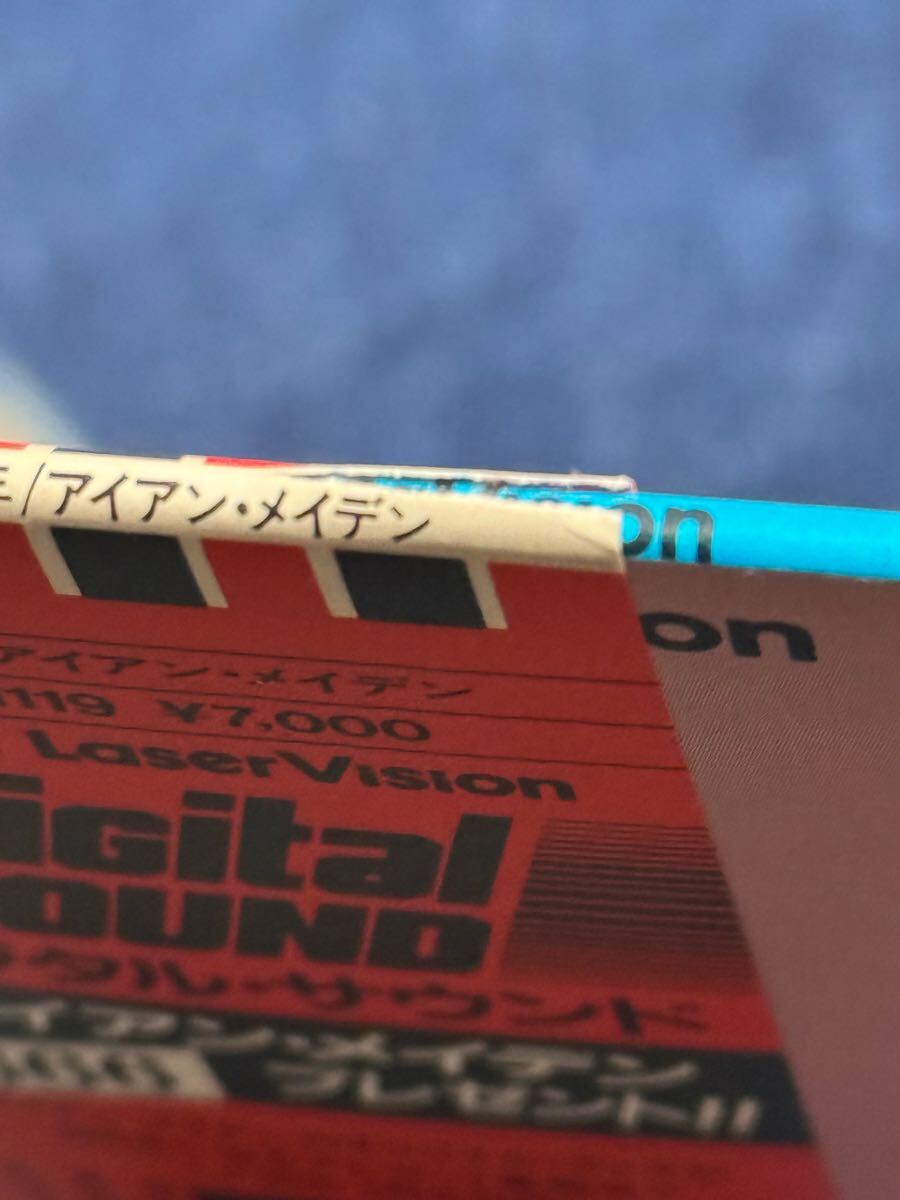 /アイアン・メイデン
on
on
アイアン・メイデン
119 ¥7,000
LaserVision
igital
OUND
タル・サウンド
イアン・メイデン
プレゼント!!